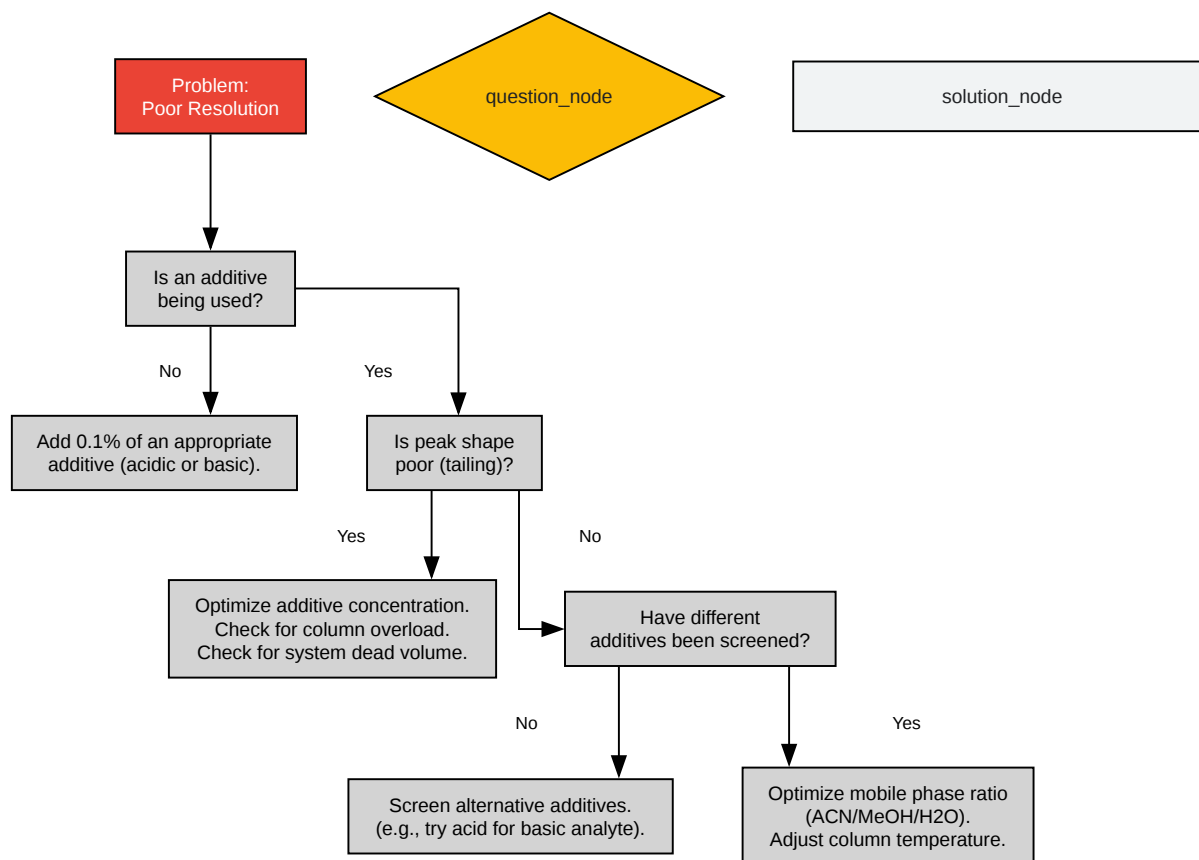 Problem:
Poor Resolution
question_node
solution_node
Is an additive
being used?
No
Yes
Add 0.1% of an appropriate
additive (acidic or basic).
Is peak shape
poor (tailing)?
Yes
No
Optimize additive concentration.
Check for column overload.
Check for system dead volume.
Have different
additives been screened?
No
Yes
Screen alternative additives.
(e.g., try acid for basic analyte).
Optimize mobile phase ratio
(ACN/MeOH/H2O).
Adjust column temperature.